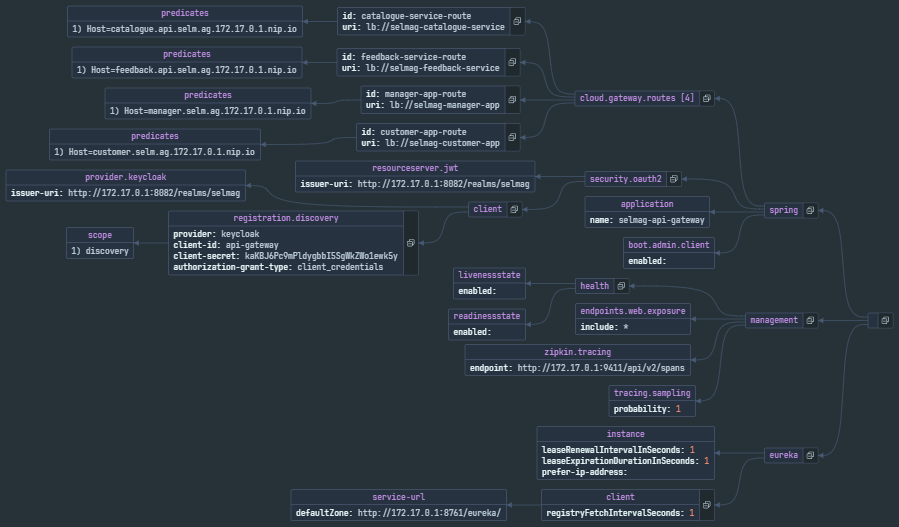 predicates
1) Host=catalogue.api.selm.ag.172.17.0.1.nip.io
id: catalogue-service-route
uri: lb://selmag-catalogue-service
predicates
1) Host=feedback.api.selm.ag.172.17.0.1.nip.io
id: feedback-service-route
uri: lb://selmag-feedback-service
predicates
1) Host=manager.selm.ag.172.17.0.1.nip.io
id: manager-app-route
uri: lb://selmag-manager-app
cloud.gateway.routes [4]
predicates
1) Host=customer.selm.ag.172.17.0.1.nip.io
id: customer-app-route
uri: lb://selmag-customer-app
provider.keycloak
issuer-uri: http://172.17.0.1:8082/realms/selmag
resourceserver.jwt
issuer-uri: http://172.17.0.1:8082/realms/selmag
security.oauth2
client
application
name: selmag-api-gateway
spring
scope
1) discovery
registration.discovery
provider: keycloak
client-id: api-gateway
client-secret:
authorization-grant-type: client_credentials
boot.admin.client
enabled:
livenessstate
enabled:
health
readinessstate
enabled:
endpoints.web.exposure
include: *
management
zipkin.tracing
endpoint: http://172.17.0.1:9411/api/v2/spans
tracing.sampling
probability: 1
instance
leaseRenewalIntervalInSeconds: 1
leaseExpirationDurationInSeconds: 1
prefer-ip-address:
eureka
service-url
defaultZone: http://172.17.0.1:8761/eureka/
client
registryFetchIntervalSeconds: 1